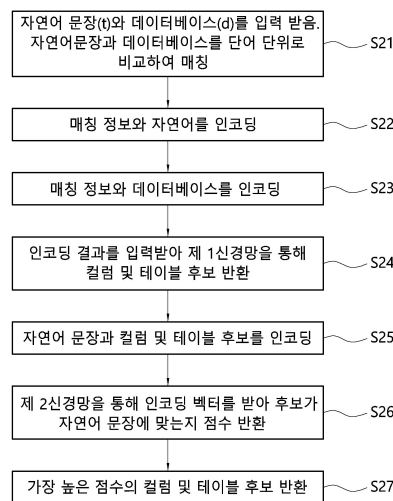 자연어 문장(t)와 데이터베이스(d)를 입력 받음.
자연어문장과 데이터베이스를 단어 단위로
비교하여 매칭
S21
매칭 정보와 자연어를 인코딩
S22
매칭 정보와 데이터베이스를 인코딩
S23
인코딩 결과를 입력받아 제 1신경망을 통해
컬럼 및 테이블 후보 반환
S24
자연어 문장과 컬럼 및 테이블 후보를 인코딩
S25
제 2신경망을 통해 인코딩 벡터를 받아 후보가
자연어 문장에 맞는지 점수 반환
S26
가장 높은 점수의 컬럼 및 테이블 후보 반환
S27